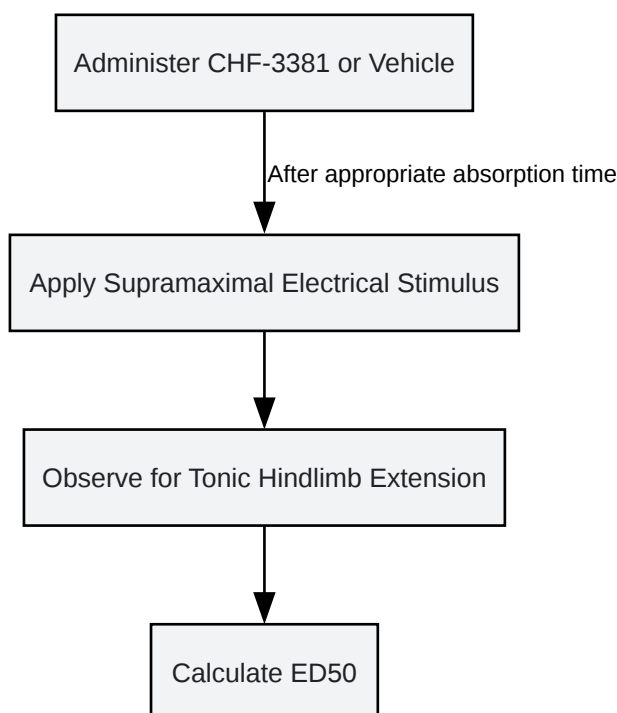 Administer CHF-3381 or Vehicle
After appropriate absorption time
Apply Supramaximal Electrical Stimulus
Observe for Tonic Hindlimb Extension
Calculate ED50